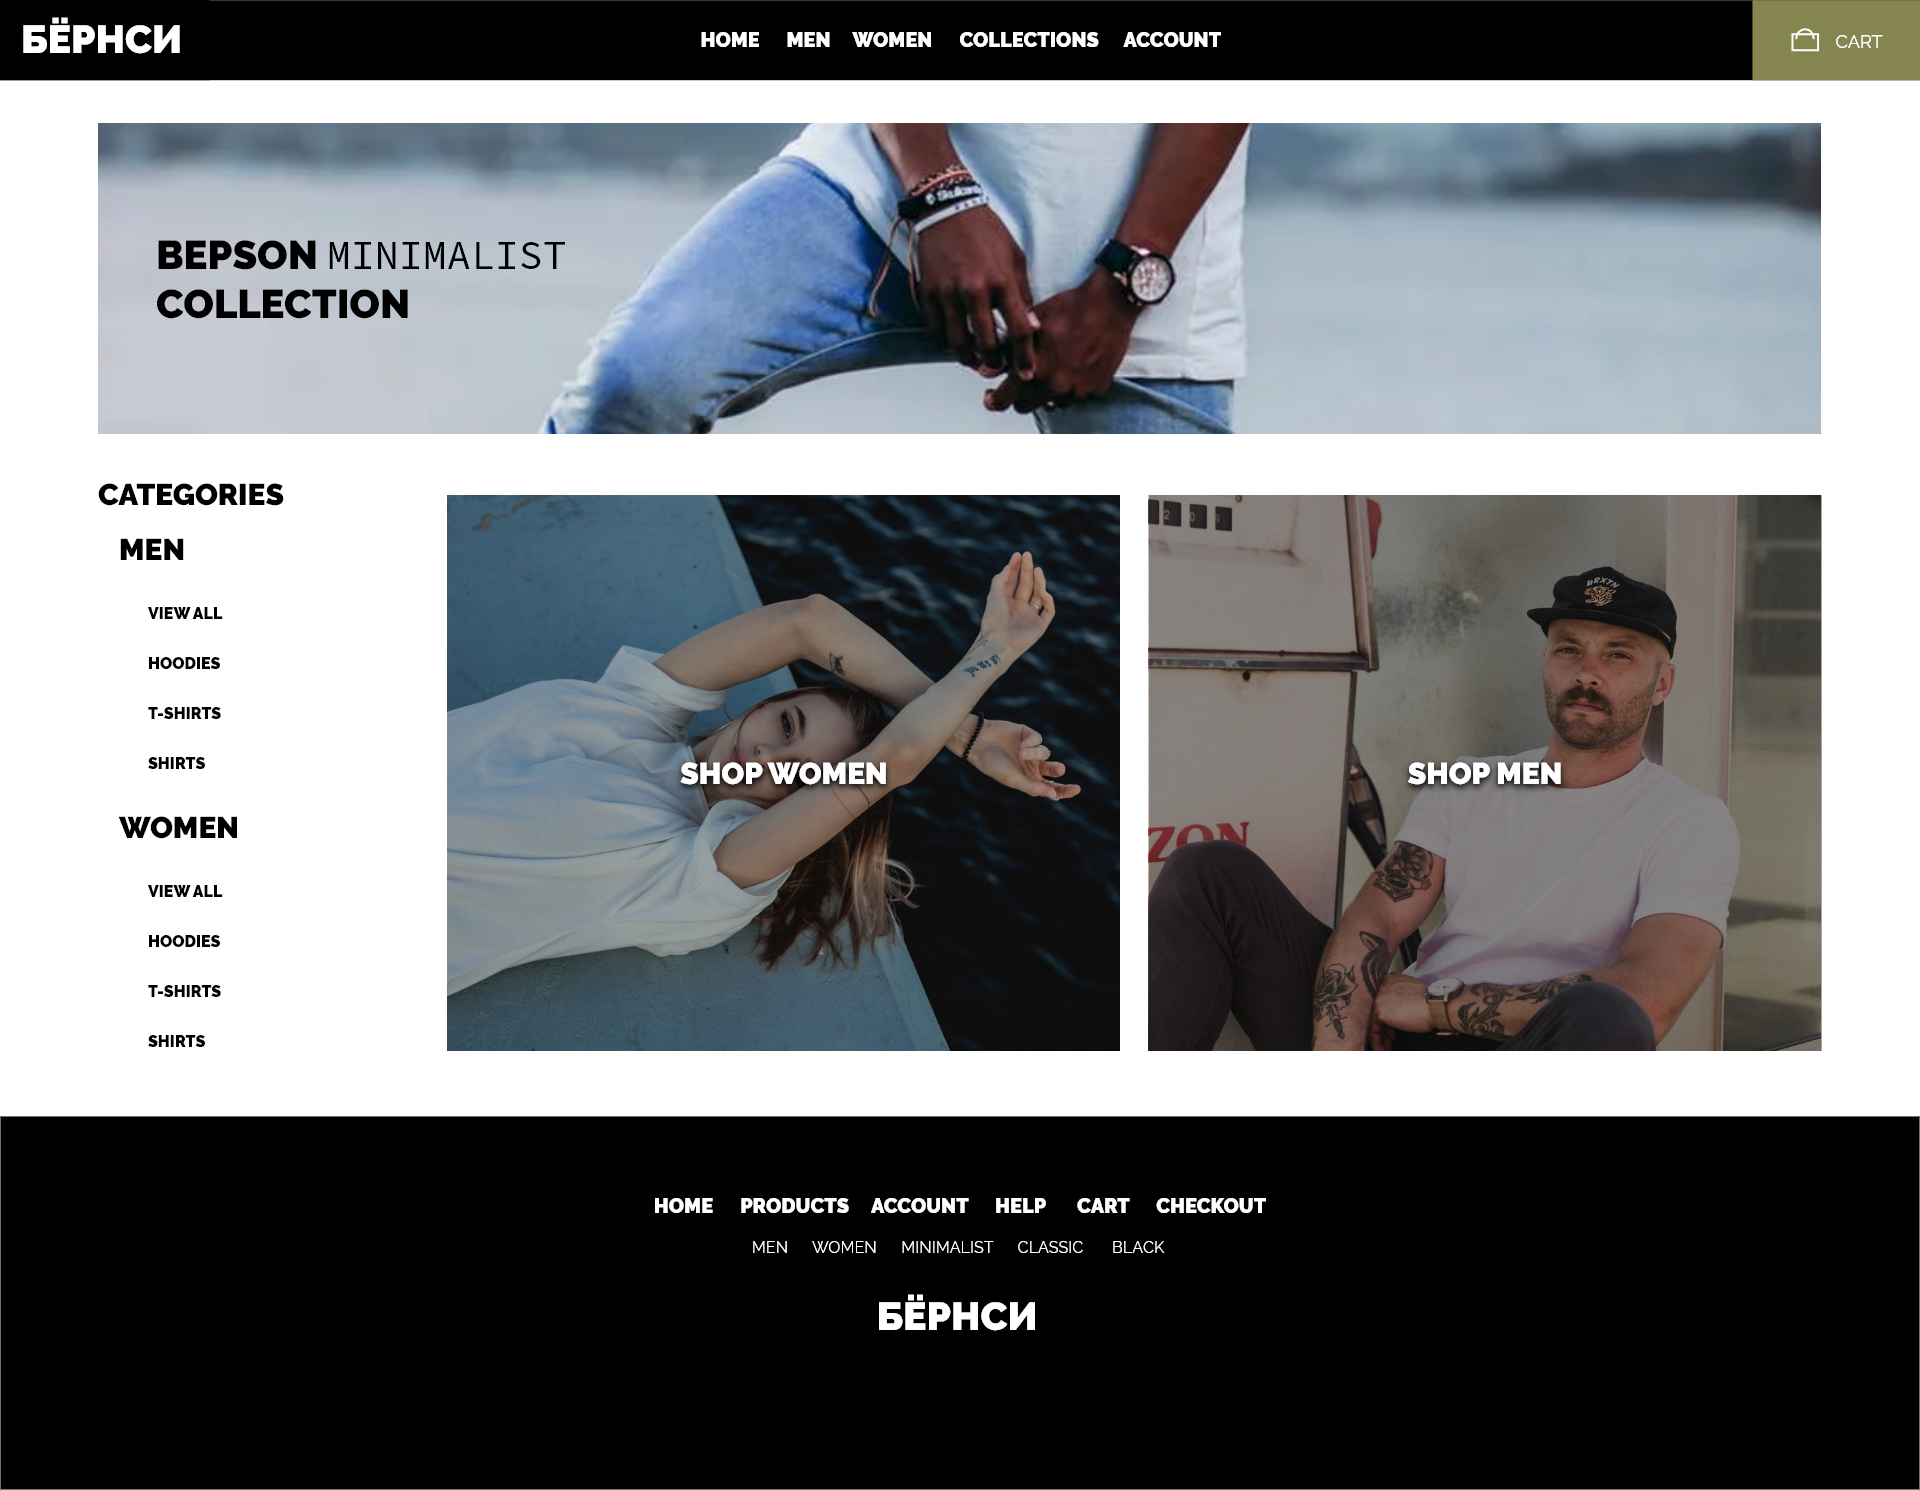 БЁРНСИ
HOME MEN WOMEN COLLECTIONS ACCOUNT
CART
BEPSON MINIMALIST
COLLECTION
CATEGORIES
MEN
VIEW ALL
HOODIES
T-SHIRTS
SHIRTS
WOMEN
VIEW ALL
HOODIES
T-SHIRTS
SHIRTS
SHOP WOMEN
BRXTN
SHOP MEN
ZON
HOME PRODUCTS ACCOUNT HELP CART CHECKOUT
MEN WOMEN MINIMALIST CLASSIC BLACK
БЁРНСИ